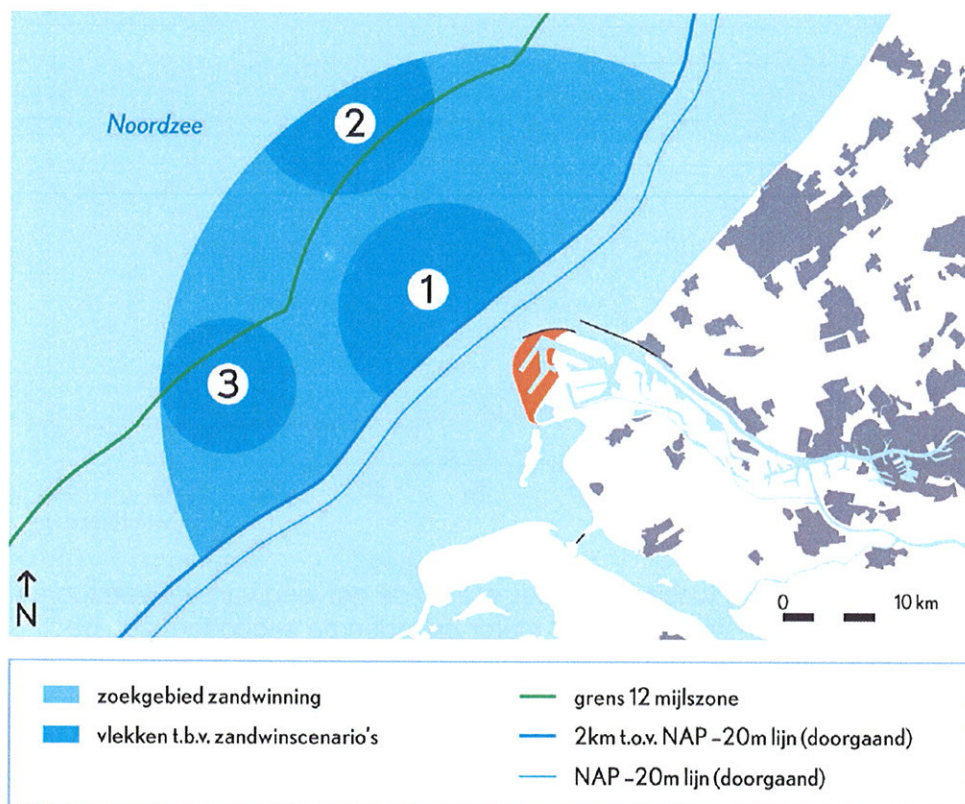 Noordzee
2
1
3
N
0 10 km
zoekgebied zandwinning
vlekken t.b.v. zandwinscenario's
grens 12 mijlszone
2km t.o.v. NAP –20m lijn (doorgaand)
NAP –20m lijn (doorgaand)